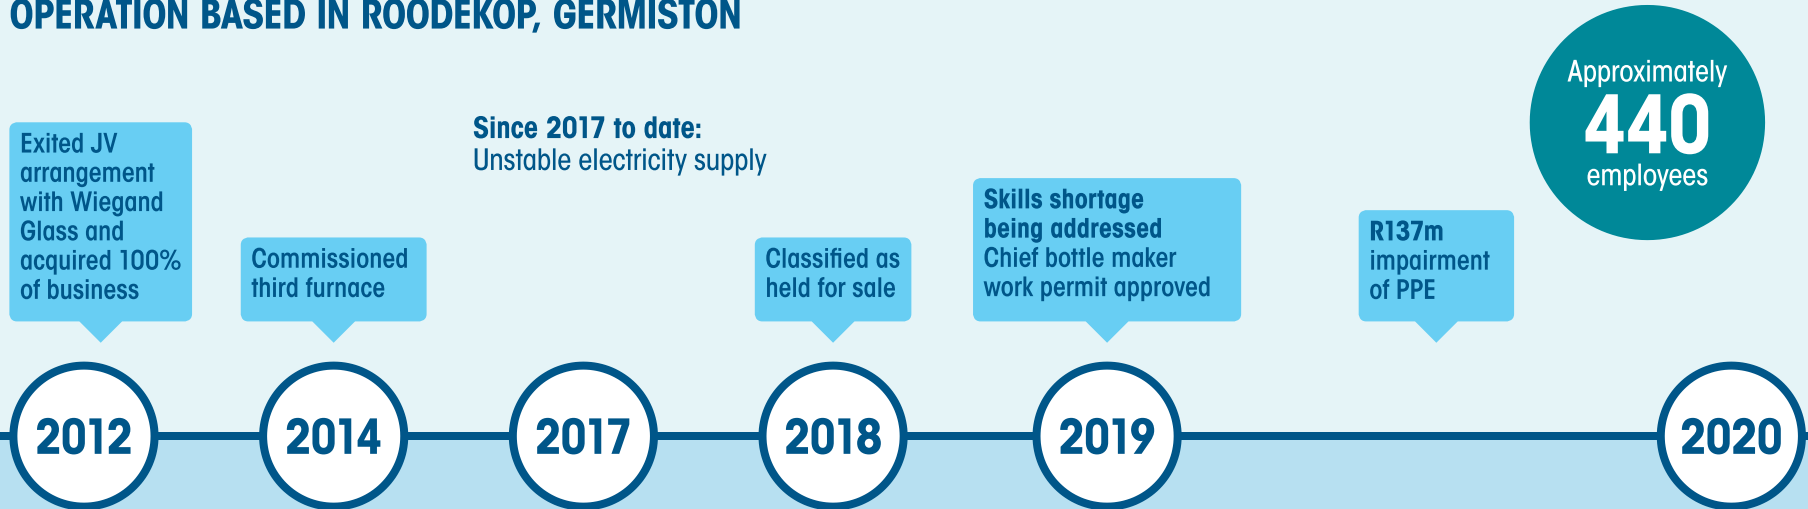 OPERATION BASED IN ROODEKOP, GERMISTON
Approximately
440
employees
Exited JV
arrangement
with Wiegand
Glass and
acquired 100%
of business
Commissioned
third furnace
Since 2017 to date:
Unstable electricity supply
Classified as
held for sale
Skills shortage
being addressed
Chief bottle maker
work permit approved
R137m
impairment
of PPE
2012
2014
2017
2018
2019
2020